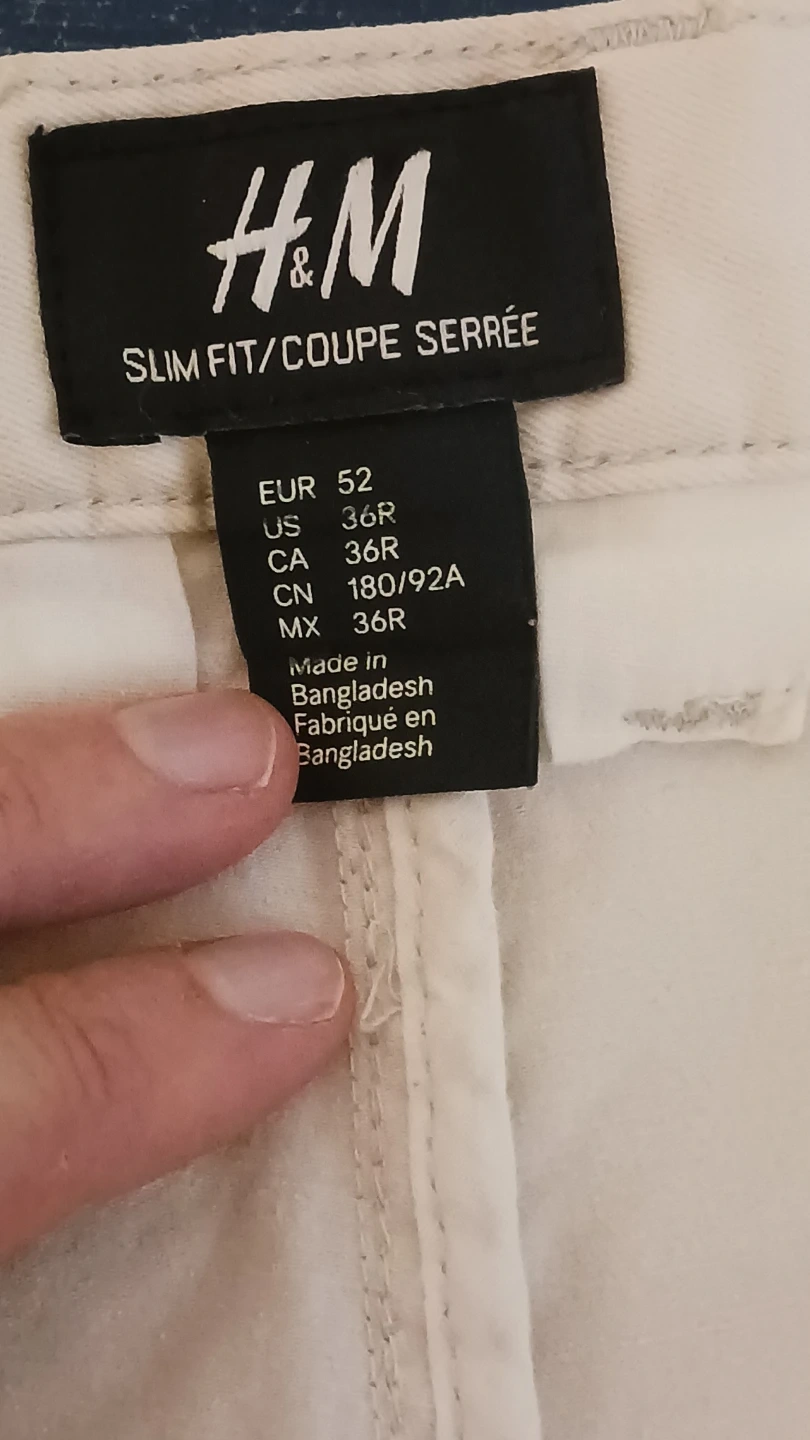 H&M
SLIM FIT/COUPE SERRÉE
EUR 52
US 36R
CA 36R
CN 180/92A
MX 36R
Made in
Bangladesh
Fabriqué en
Bangladesh